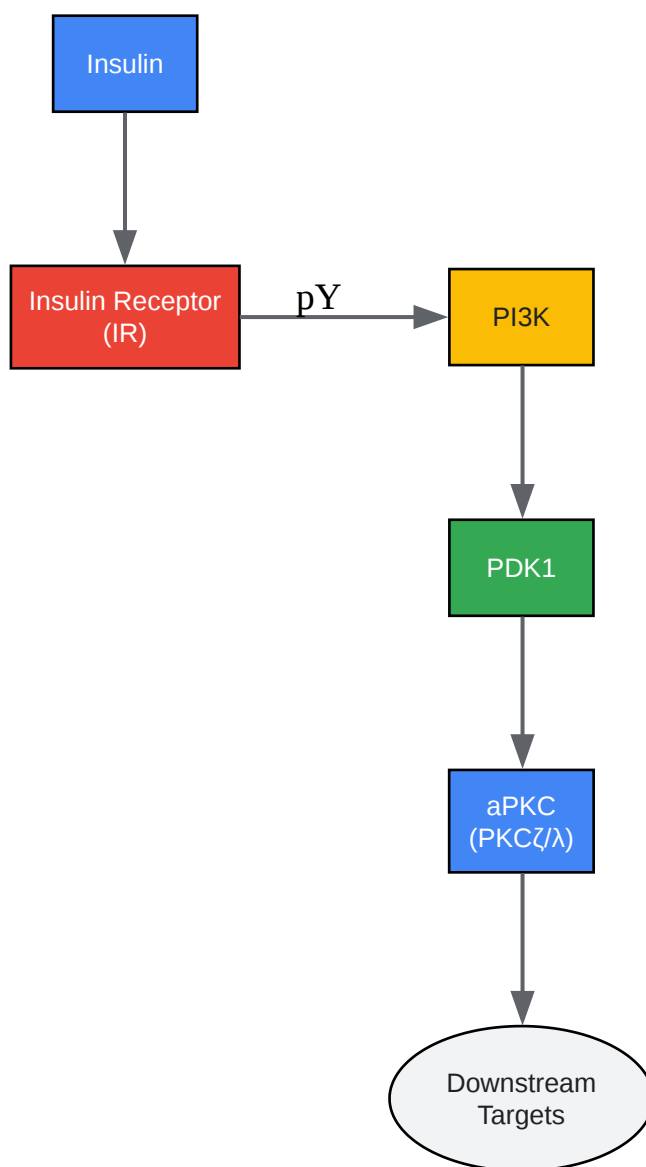 Insulin
Insulin Receptor
(IR)
pY
PI3K
PDK1
aPKC
(PKCζ/λ)
Downstream
Targets